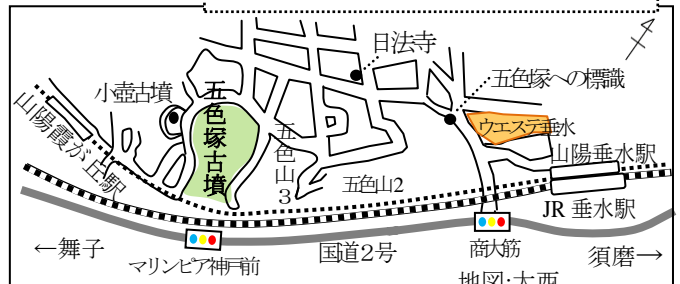 日法寺
五色塚への標識
小壺古墳
五色塚古墳
山陽霞が丘駅
五色山3
五色山2
ウエステ垂水
山陽垂水駅
JR 垂水駅
←舞子
マリンピア神戸前
国道2号
商大筋
須磨→
地図:大西